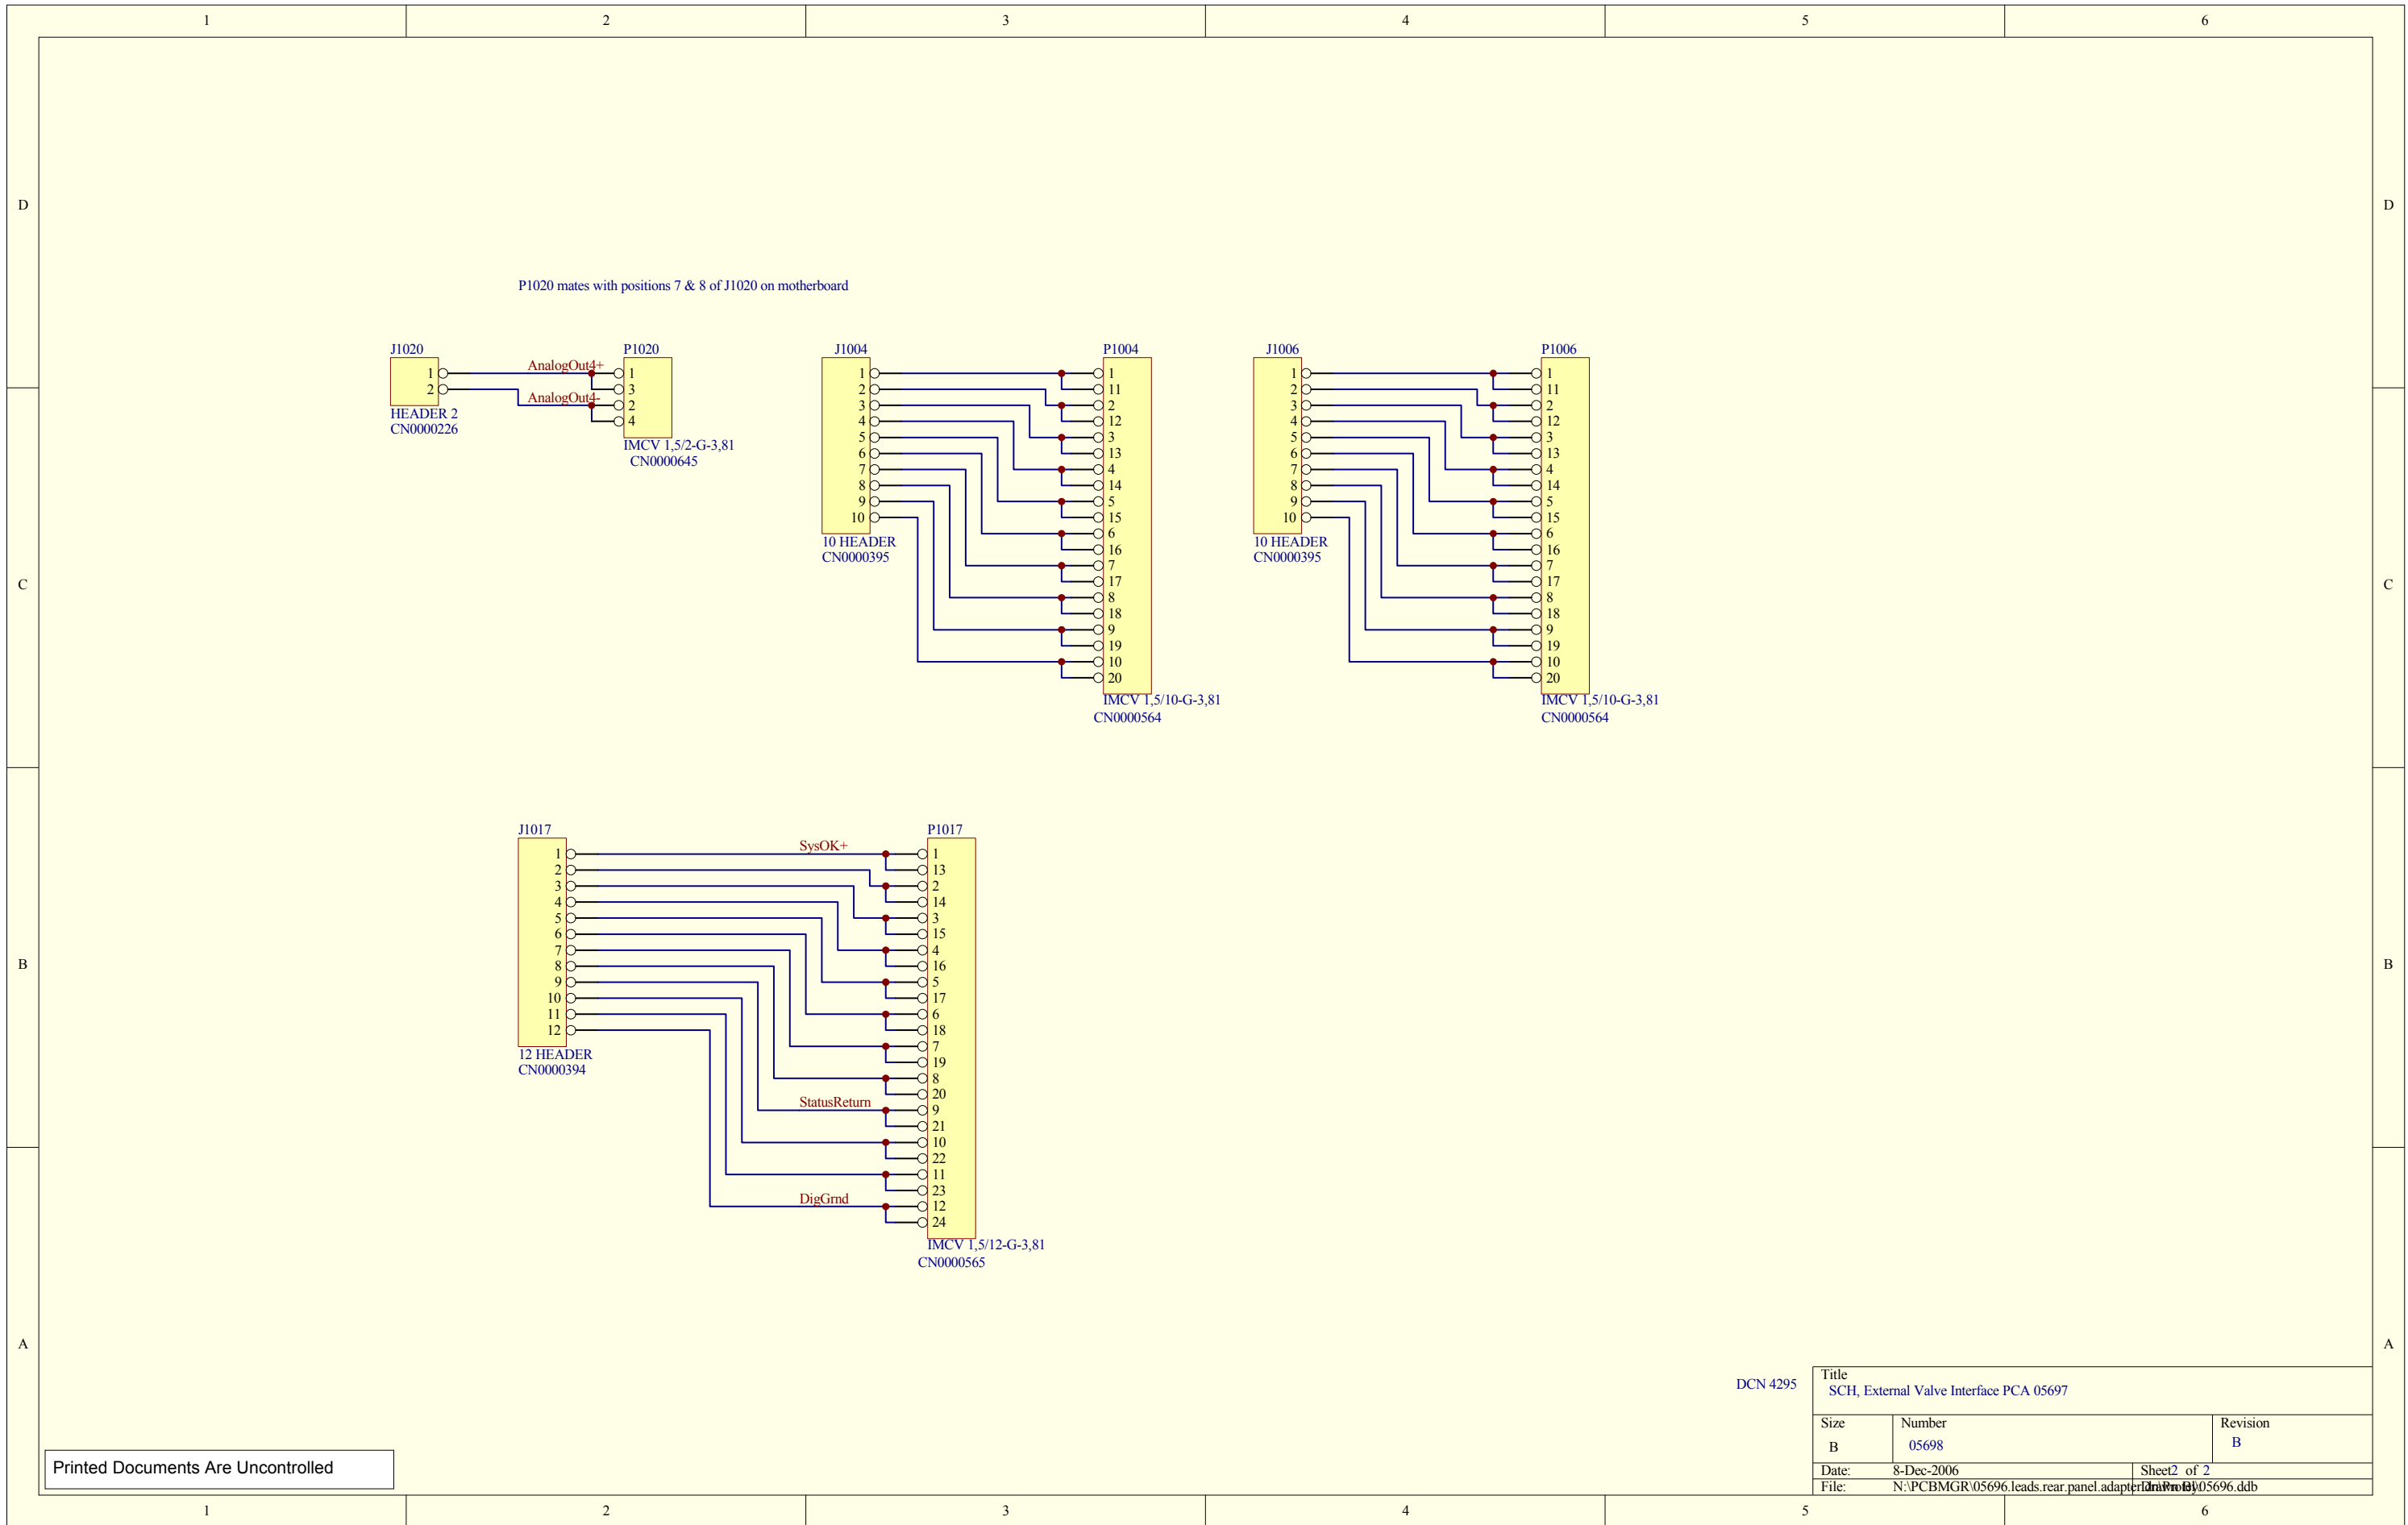 1 2 3 4 5 6
D D
P1020 mates with positions 7 & 8 of J1020 on motherboard
J1020
1
2
HEADER 2
CN0000226
AnalogOut4+
AnalogOut4-
P1020
1
3
2
4
IMCV 1,5/2-G-3,81
CN0000645
J1004
1
2
3
4
5
6
7
8
9
10
10 HEADER
CN0000395
P1004
1
11
2
12
3
13
4
14
5
15
6
16
7
17
8
18
9
19
10
20
IMCV 1,5/10-G-3,81
CN0000564
J1006
1
2
3
4
5
6
7
8
9
10
10 HEADER
CN0000395
P1006
1
11
2
12
3
13
4
14
5
15
6
16
7
17
8
18
9
19
10
20
IMCV 1,5/10-G-3,81
CN0000564
C C
J1017
1
2
3
4
5
6
7
8
9
10
11
12
12 HEADER
CN0000394
SysOK+
StatusReturn
DigGrnd
P1017
1
13
2
14
3
15
4
16
5
17
6
18
7
19
8
20
9
21
10
22
11
23
12
24
IMCV 1,5/12-G-3,81
CN0000565
B B
A A
DCN 4295
Title
SCH, External Valve Interface PCA 05697
Size Number Revision
B 05698 B
Date: 8-Dec-2006 Sheet 2 of 2
File: N:\PCBMGR\05696.leads.rear.panel.adapter 05696.ddb
Printed Documents Are Uncontrolled
1 2 3 4 5 6